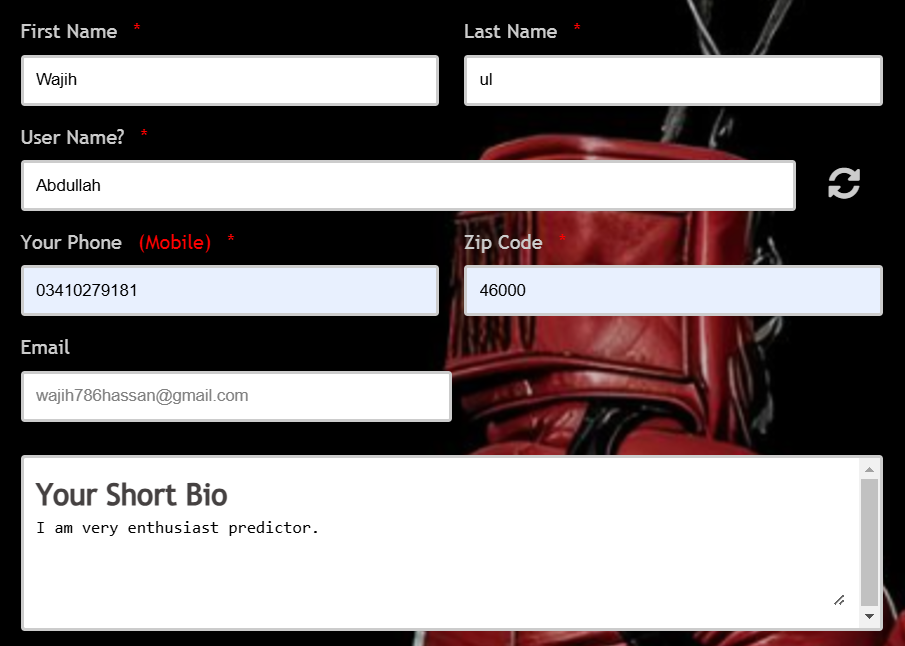 First Name * Last Name *
Wajih ul
User Name? *
Abdullah
Your Phone (Mobile) * Zip Code *
03410279181 46000
Email
wajih786hassan@gmail.com
Your Short Bio
I am very enthusiast predictor.